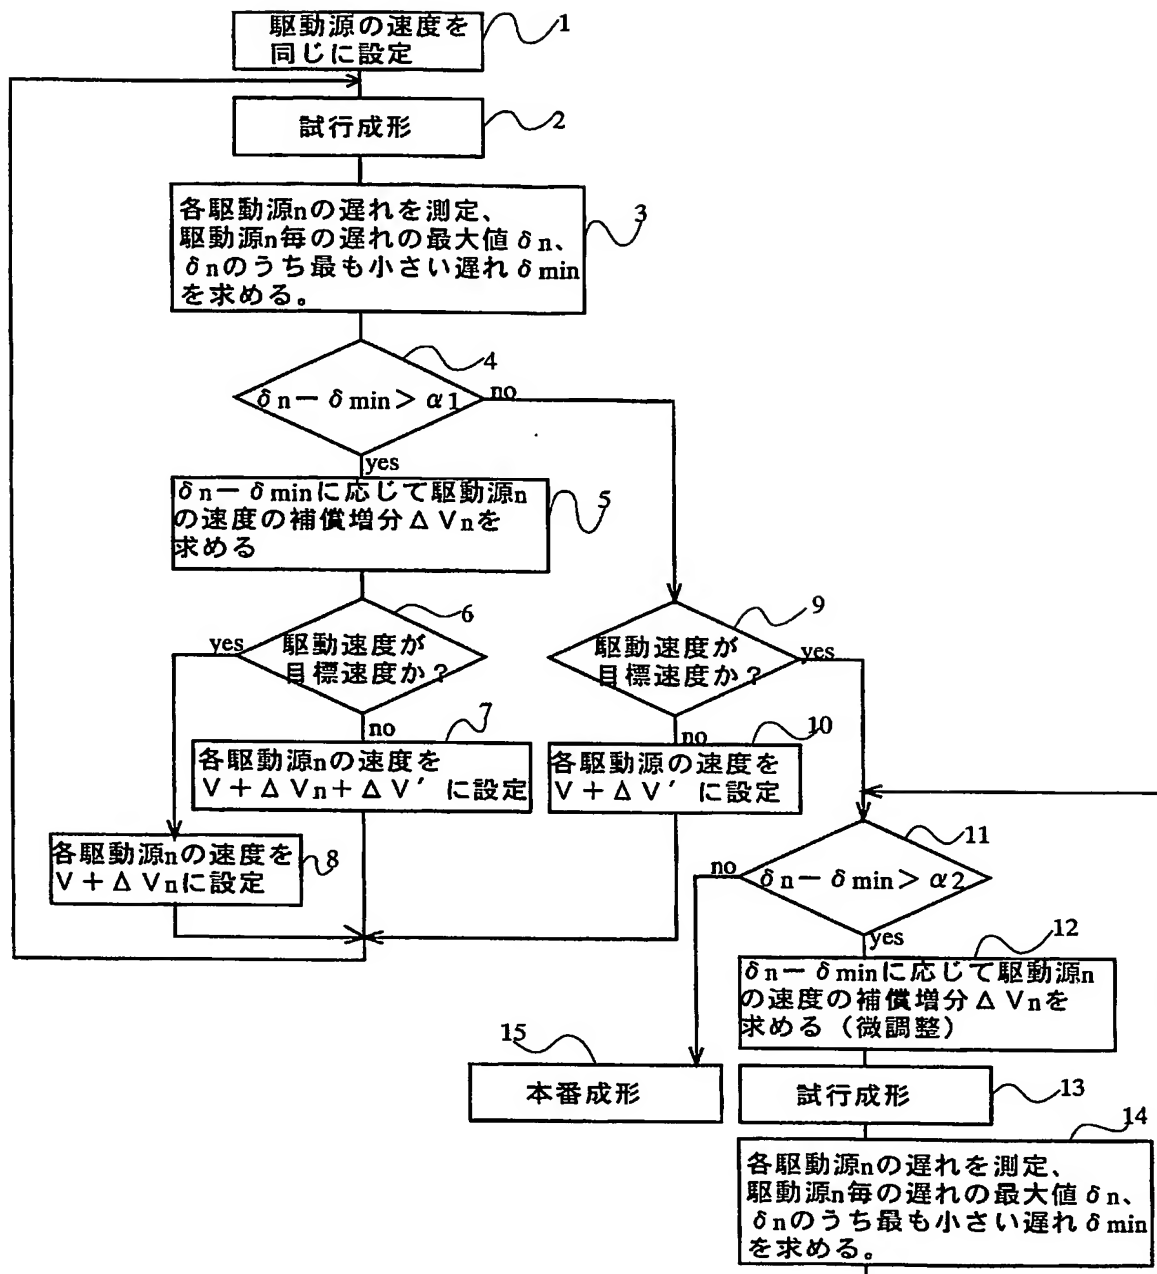 駆動源の速度を
同じに設定
1
試行成形
2
各駆動源nの遅れを測定、
駆動源n毎の遅れの最大値δn、
δnのうち最も小さい遅れδmin
を求める。
3
4
δn－δmin＞α1
no
yes
δn－δminに応じて駆動源n
の速度の補償増分ΔVnを
求める
5
6
yes
駆動速度が
目標速度か？
no
9
駆動速度が
目標速度か？
yes
no
7
各駆動源nの速度を
V＋ΔVn＋ΔV′に設定
10
各駆動源の速度を
V＋ΔV′に設定
各駆動源nの速度を
V＋ΔVnに設定
8
11
no
δn－δmin＞α2
yes
12
δn－δminに応じて駆動源n
の速度の補償増分ΔVnを
求める（微調整）
15
本番成形
試行成形
13
14
各駆動源nの遅れを測定、
駆動源n毎の遅れの最大値δn、
δnのうち最も小さい遅れδmin
を求める。